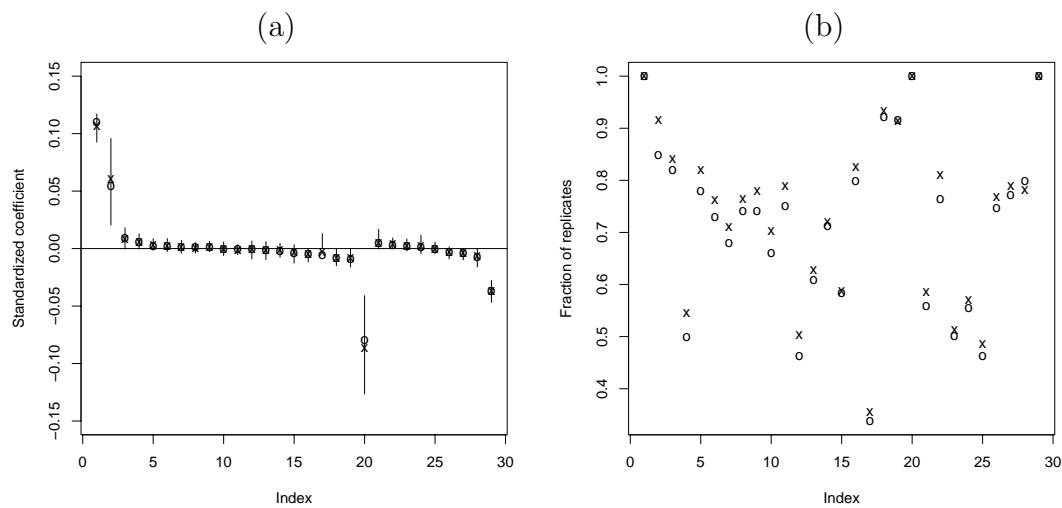 (a)
Standardized coefficient
0.15
0.10
0.05
0.00
−0.05
−0.10
−0.15
0 5 10 15 20 25 30
Index
(b)
Fraction of replicates
1.0
0.9
0.8
0.7
0.6
0.5
0.4
0 5 10 15 20 25 30
Index